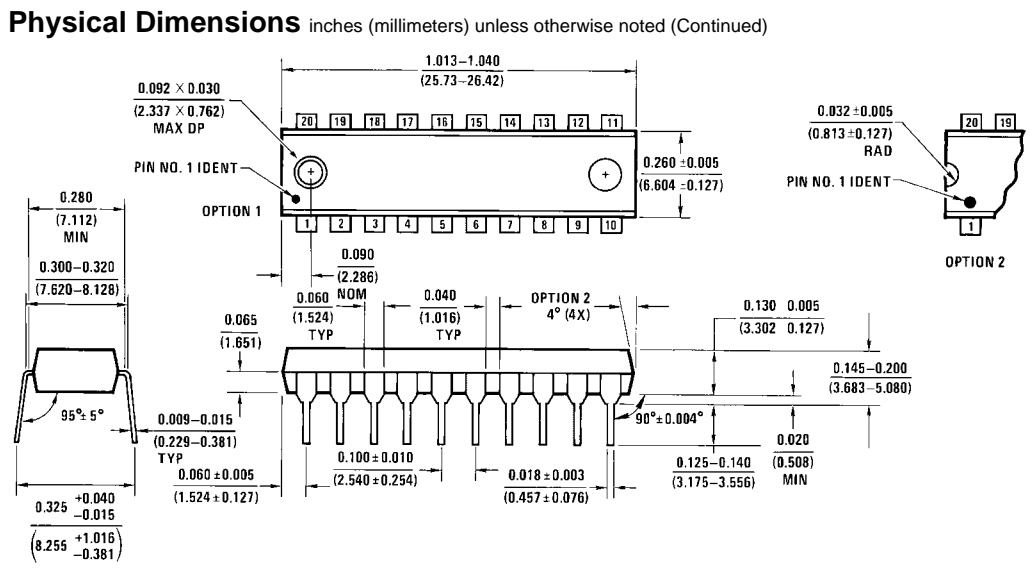 Physical Dimensions inches (millimeters) unless otherwise noted (Continued)
1.013–1.040
(25.73–26.42)
0.092 × 0.030
(2.337 × 0.762)
MAX DP
20 19 18 17 16 15 14 13 12 11
PIN NO. 1 IDENT
OPTION 1
0.260 ±0.005
(6.604 ±0.127)
1 2 3 4 5 6 7 8 9 10
0.032 ±0.005
(0.813 ±0.127)
RAD
20 19
PIN NO. 1 IDENT
1
OPTION 2
0.280
(7.112)
MIN
0.300–0.320
(7.620–8.128)
0.090
(2.286)
NOM
0.060
(1.524)
TYP
0.040
(1.016)
TYP
OPTION 2
4° (4X)
0.130 0.005
(3.302 0.127)
0.065
(1.651)
0.145–0.200
(3.683–5.080)
95° ± 5°
0.009–0.015
(0.229–0.381)
TYP
90° ± 0.004°
0.020
(0.508)
MIN
0.125–0.140
(3.175–3.556)
0.100 ± 0.010
(2.540 ± 0.254)
0.018 ± 0.003
(0.457 ± 0.076)
0.060 ± 0.005
(1.524 ± 0.127)
0.325 +0.040
−0.015
(8.255 +1.016
−0.381)